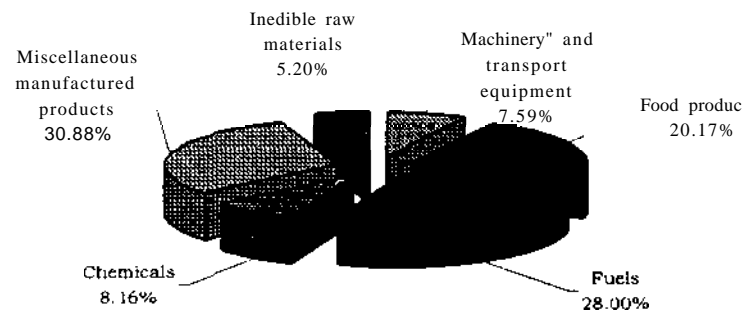 Inedible raw
materials
5.20%
Machinery" and
transport
equipment
7.59%
Miscellaneous
manufactured
products
30.88%
Food produc
20.17%
Chemicals
8.16%
Fuels
28.00%